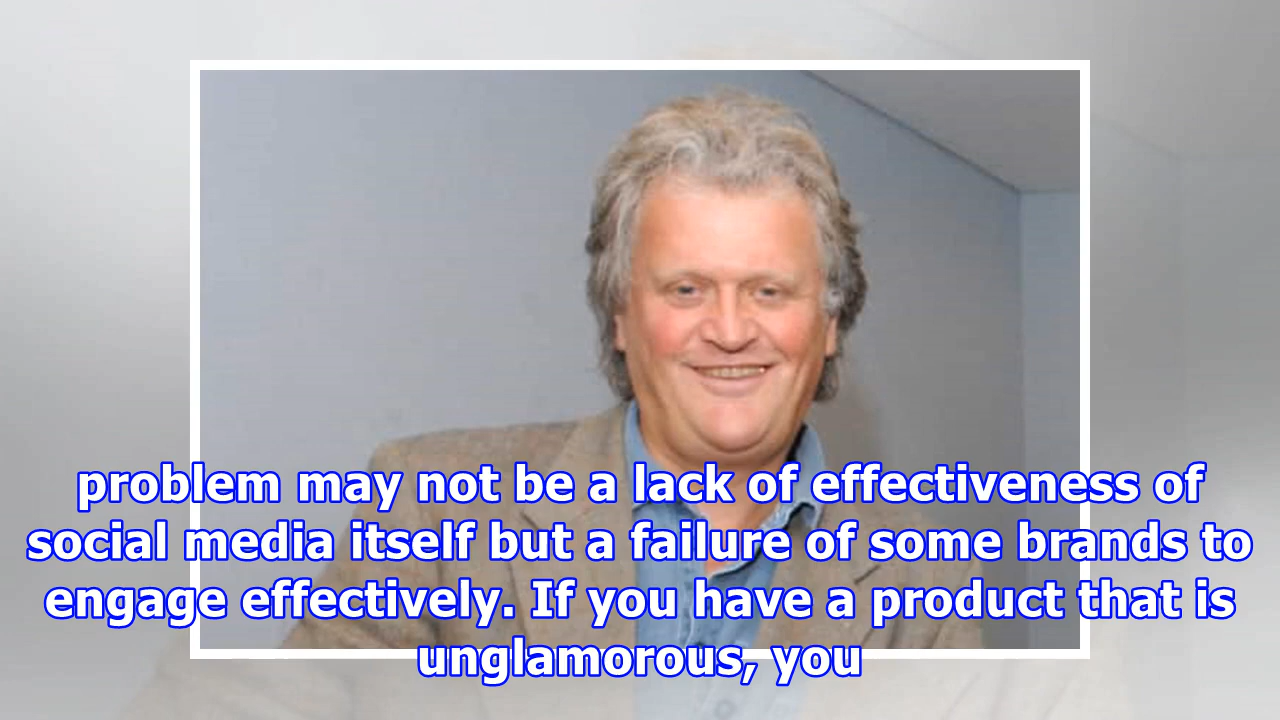 problem may not be a lack of effectiveness of
social media itself but a failure of some brands to
engage effectively. If you have a product that is
unglamorous, you